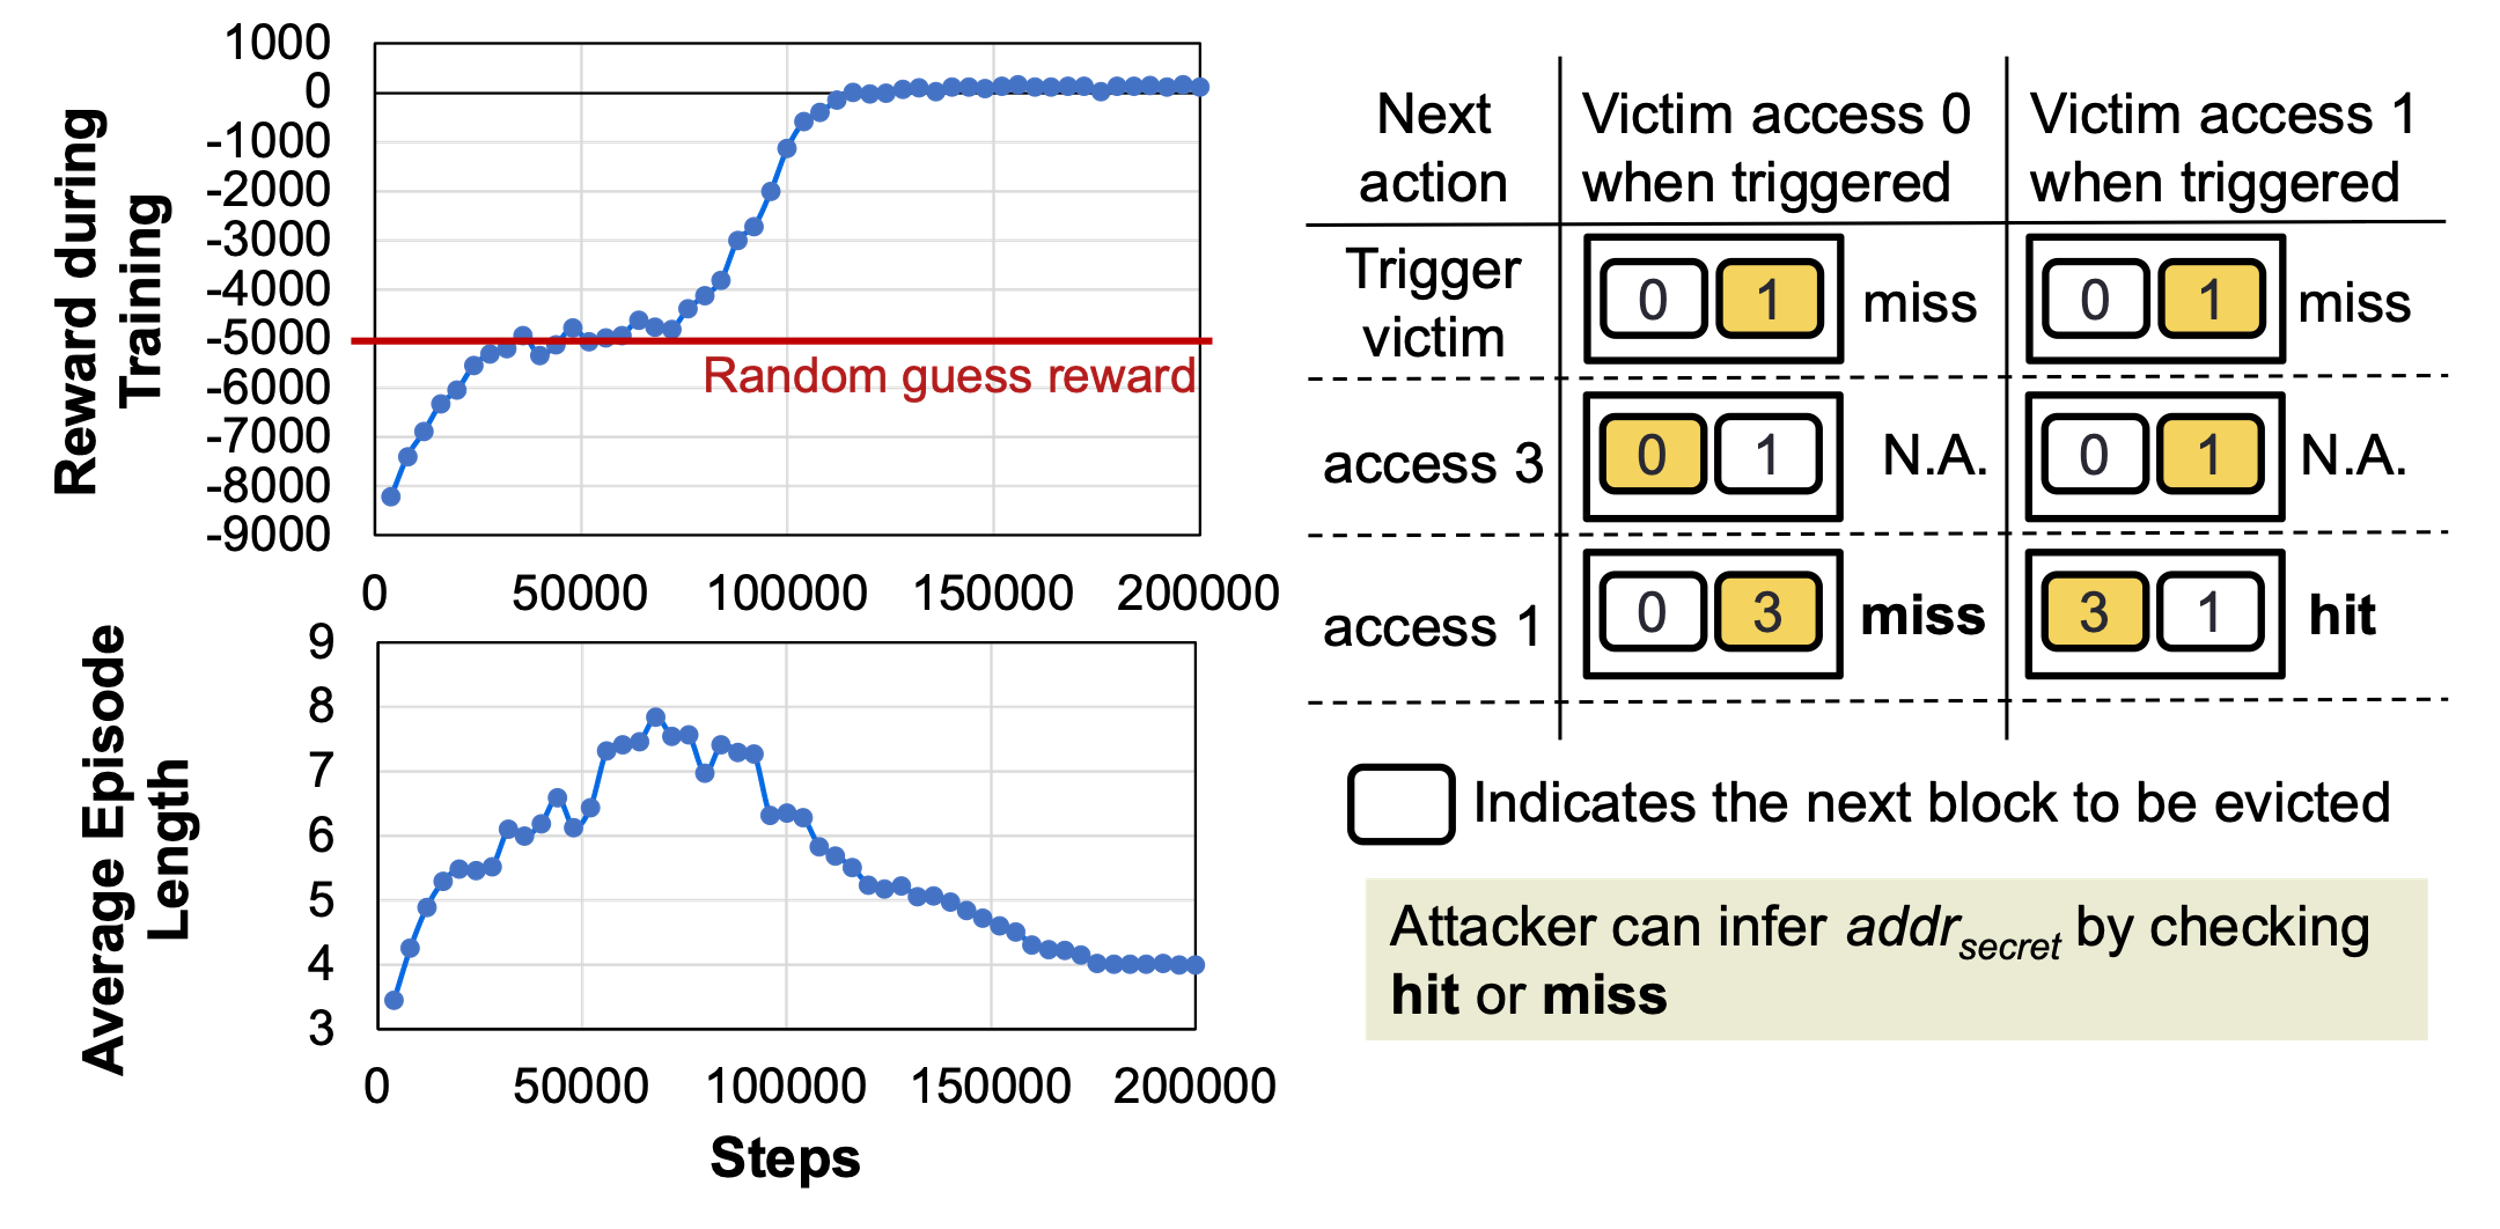 Reward during
Training
1000
0
-1000
-2000
-3000
-4000
-5000
-6000
-7000
-8000
-9000
Random guess reward
0 50000 100000 150000 200000
Average Episode
Length
9
8
7
6
5
4
3
0 50000 100000 150000 200000
Steps
Next
action
Victim access 0
when triggered
Victim access 1
when triggered
Trigger
victim
0 1 miss
0 1 miss
access 3
0 1 N.A.
0 1 N.A.
access 1
0 3 miss
3 1 hit
Indicates the next block to be evicted
Attacker can infer addrsecret by checking
hit or miss